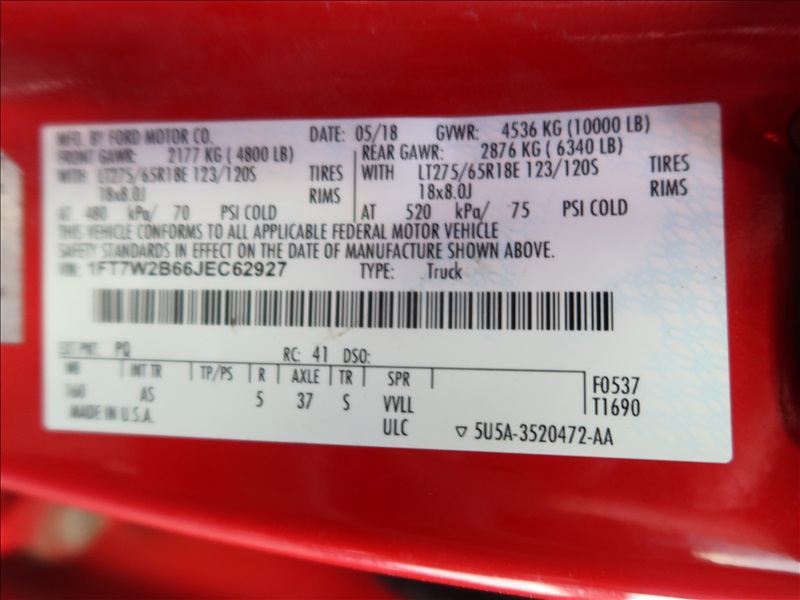 MFD. BY FORD MOTOR CO. DATE: 05/18 GVWR: 4536 KG (10000 LB)
FRONT GAWR: 2177 KG (4800 LB) REAR GAWR: 2876 KG (6340 LB)
WITH LT275/65R18E 123/120S TIRES WITH LT275/65R18E 123/120S TIRES
18x8.0J RIMS 18x8.0J RIMS
AT 480 kPa/ 70 PSI COLD AT 520 kPa/ 75 PSI COLD
THIS VEHICLE CONFORMS TO ALL APPLICABLE FEDERAL MOTOR VEHICLE
SAFETY STANDARDS IN EFFECT ON THE DATE OF MANUFACTURE SHOWN ABOVE.
VIN: 1FT7W2B66JEC62927 TYPE: Truck
EXT PNT: PQ RC: 41 DSO:
WB INT TR TP/PS R AXLE TR SPR F0537
160 AS 5 37 S VVLL T1690
MADE IN U.S.A. ULC ▽ 5U5A-3520472-AA